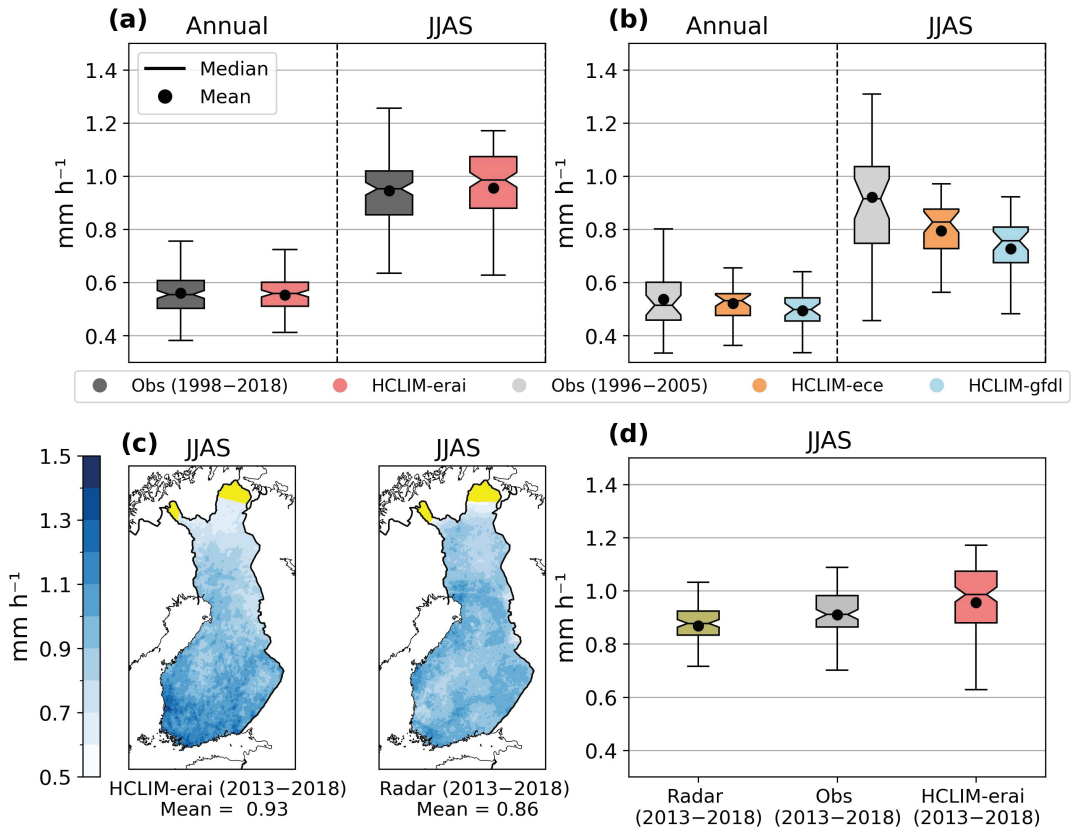 (a)
Annual
JJAS
mm h⁻¹
1.4
1.2
1.0
0.8
0.6
0.4
Median
Mean
(b)
Annual
JJAS
mm h⁻¹
1.4
1.2
1.0
0.8
0.6
0.4
Obs (1998−2018)
HCLIM-erai
Obs (1996−2005)
HCLIM-ece
HCLIM-gfdl
(c)
mm h⁻¹
1.5
1.3
1.1
0.9
0.7
0.5
JJAS
HCLIM-erai (2013−2018)
Mean = 0.93
JJAS
Radar (2013−2018)
Mean = 0.86
(d)
JJAS
mm h⁻¹
1.4
1.2
1.0
0.8
0.6
0.4
Radar
(2013−2018)
Obs
(2013−2018)
HCLIM-erai
(2013−2018)